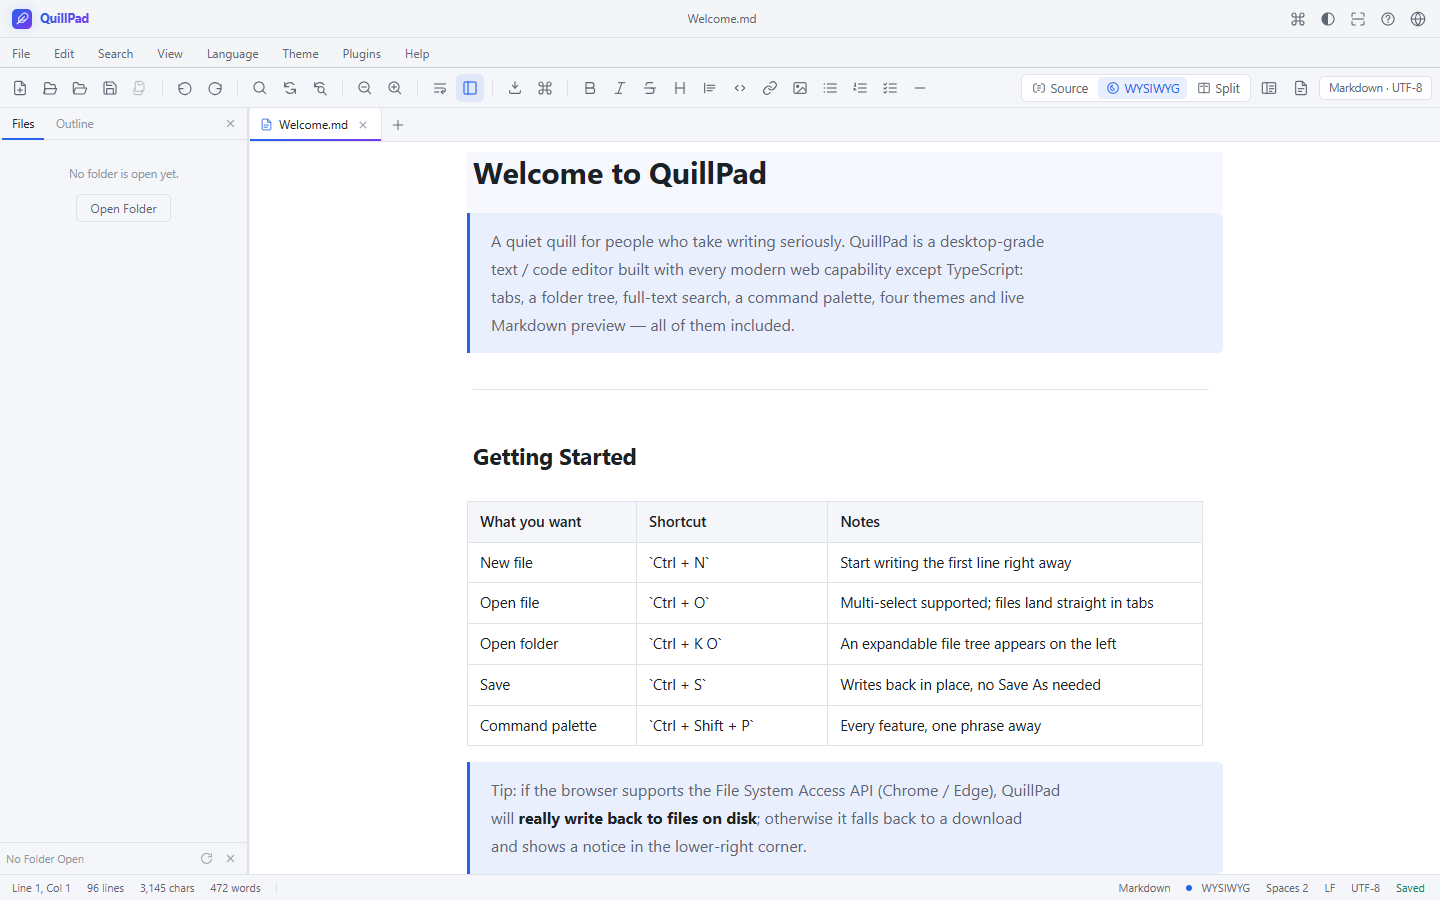 QuillPad
Welcome.md
File Edit Search View Language Theme Plugins Help
Source WYSIWYG Split Markdown · UTF-8
Files Outline
Welcome.md
No folder is open yet.
Open Folder
Welcome to QuillPad
A quiet quill for people who take writing seriously. QuillPad is a desktop-grade
text / code editor built with every modern web capability except TypeScript:
tabs, a folder tree, full-text search, a command palette, four themes and live
Markdown preview — all of them included.
Getting Started
What you want Shortcut Notes
New file `Ctrl + N` Start writing the first line right away
Open file `Ctrl + O` Multi-select supported; files land straight in tabs
Open folder `Ctrl + K O` An expandable file tree appears on the left
Save `Ctrl + S` Writes back in place, no Save As needed
Command palette `Ctrl + Shift + P` Every feature, one phrase away
Tip: if the browser supports the File System Access API (Chrome / Edge), QuillPad
will really write back to files on disk; otherwise it falls back to a download
and shows a notice in the lower-right corner.
No Folder Open
Line 1, Col 1 96 lines 3,145 chars 472 words Markdown WYSIWYG Spaces 2 LF UTF-8 Saved